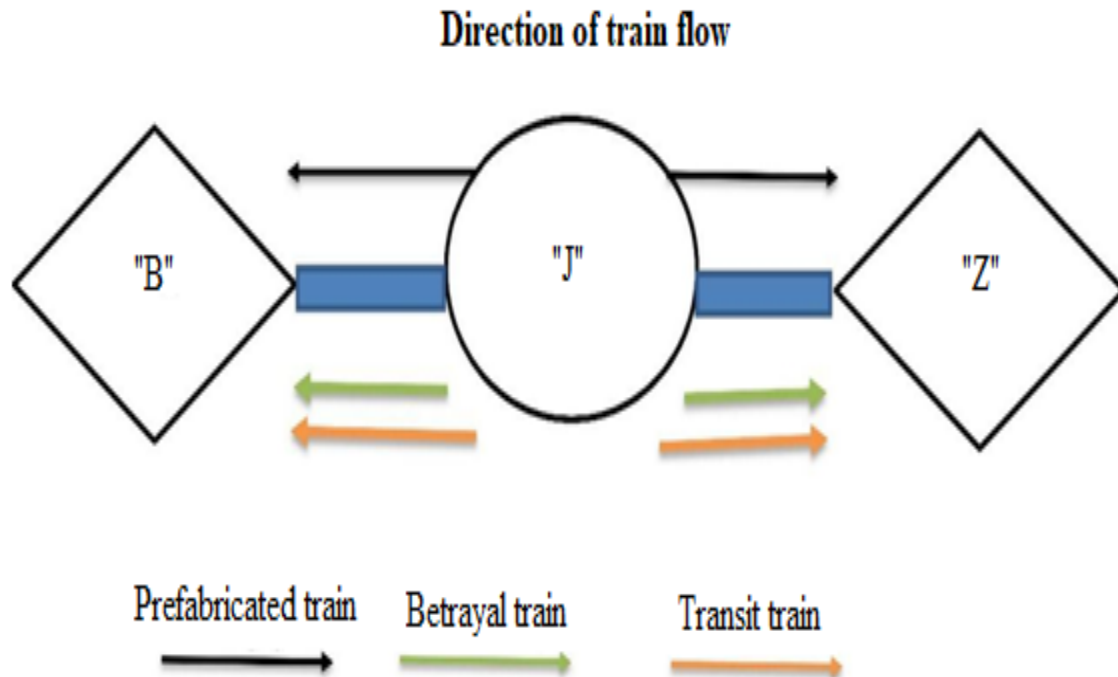 Direction of train flow
"B"
"J"
"Z"
Prefabricated train
Betrayal train
Transit train